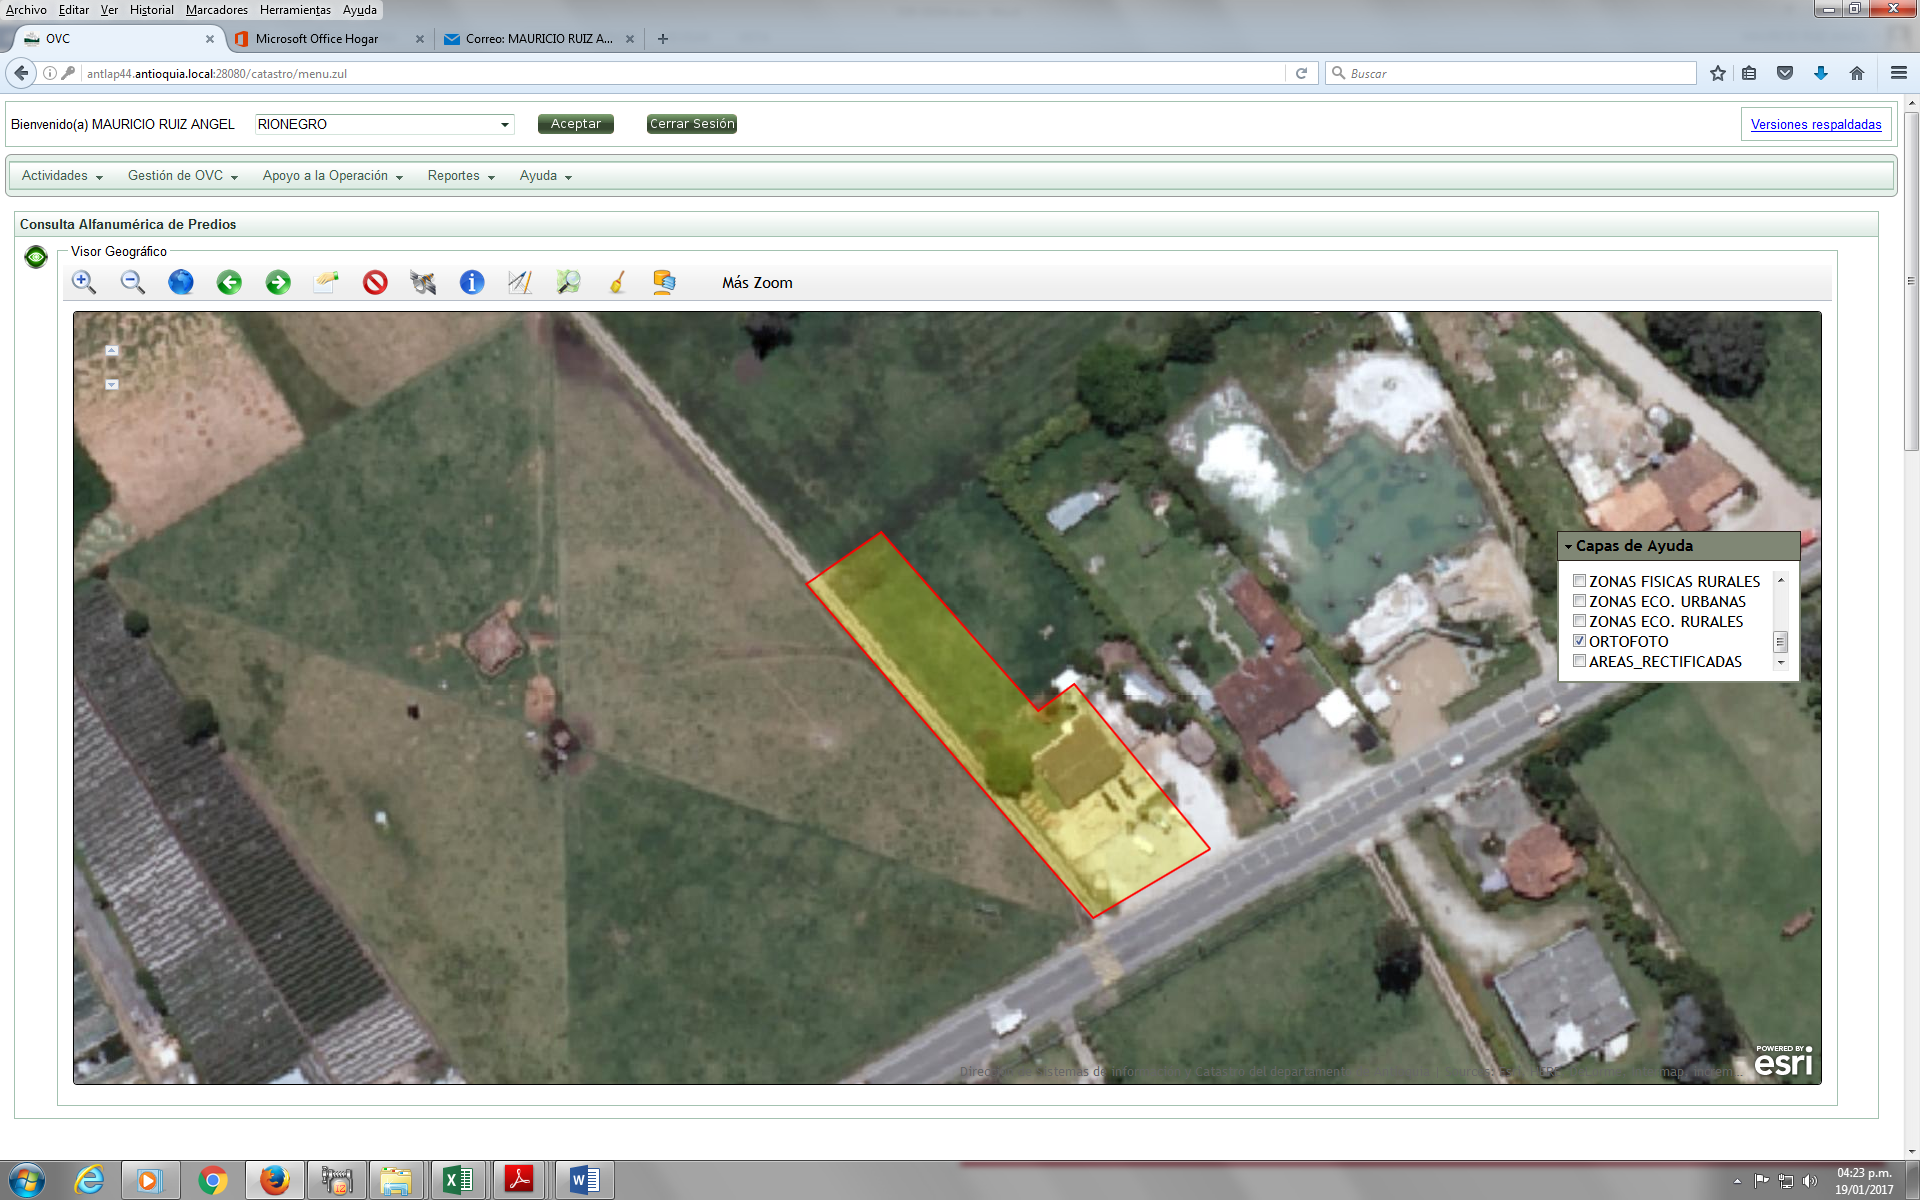 Archivo Editar Ver Historial Marcadores Herramientas Ayuda
OVC Microsoft Office Hogar Correo: MAURICIO RUIZ A...
antlap44.antioquia.local:28080/catastro/menu.zul Buscar
Bienvenido(a) MAURICIO RUIZ ANGEL RIONEGRO Aceptar Cerrar Sesión Versiones respaldadas
Actividades Gestión de OVC Apoyo a la Operación Reportes Ayuda
Consulta Alfanumérica de Predios
Visor Geográfico
Más Zoom
Capas de Ayuda
ZONAS FISICAS RURALES
ZONAS ECO. URBANAS
ZONAS ECO. RURALES
ORTOFOTO
AREAS_RECTIFICADAS
POWERED BY
esri
Catastro del departamento
04:23 p.m.
19/01/2017